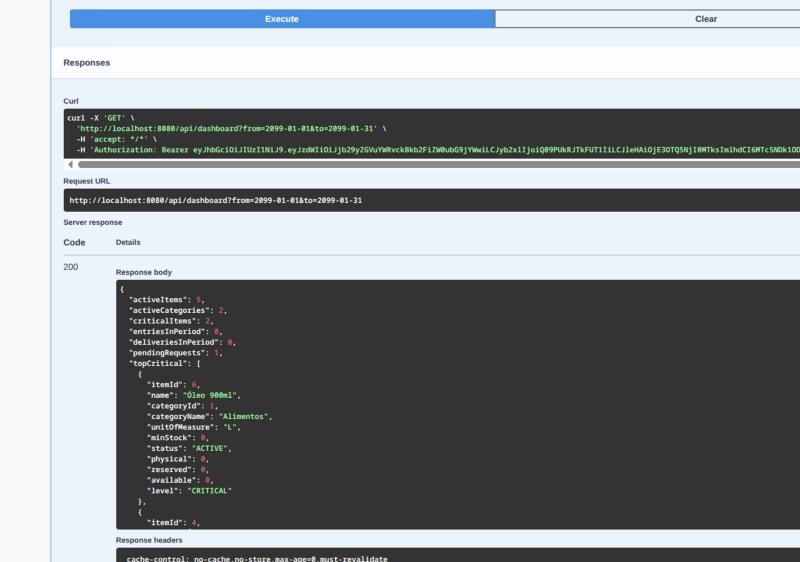 Execute
Clear
Responses
Curl
curl -X 'GET' \
'http://localhost:8080/api/dashboard?from=2099-01-01&to=2099-01-31' \
-H 'accept: */*' \
-H 'Authorization: Bearer
Request URL
http://localhost:8080/api/dashboard?from=2099-01-01&to=2099-01-31
Server response
Code
Details
200
Response body
{
"activeItems": 5,
"activeCategories": 2,
"criticalItems": 2,
"entriesInPeriod": 0,
"deliveriesInPeriod": 0,
"pendingRequests": 1,
"topCritical": [
{
"itemId": 6,
"name": "Óleo 900ml",
"categoryId": 1,
"categoryName": "Alimentos",
"unitOfMeasure": "L",
"minStock": 0,
"status": "ACTIVE",
"physical": 0,
"reserved": 0,
"available": 0,
"level": "CRITICAL"
},
{
"itemId": 4,
Response headers
cache-control: no-cache,no-store,max-age=0,must-revalidate